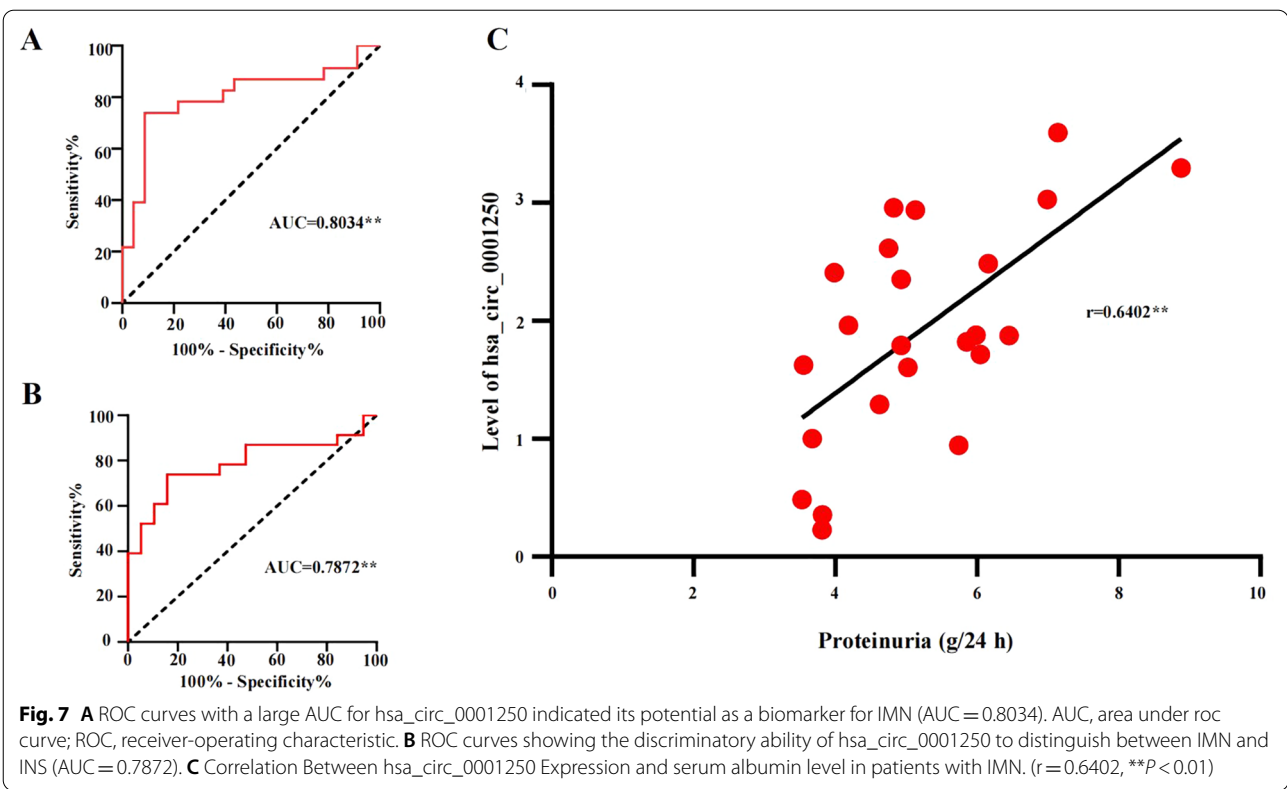 A
100
80
60
40
20
0
Sensitivity%
AUC=0.8034**
0 20 40 60 80 100
100% - Specificity%
B
100
80
60
40
20
0
Sensitivity%
AUC=0.7872**
0 20 40 60 80 100
100% - Specificity%
C
4
3
2
1
0
Level of hsa_circ_0001250
r=0.6402**
0 2 4 6 8 10
Proteinuria (g/24 h)
Fig. 7 A ROC curves with a large AUC for hsa_circ_0001250 indicated its potential as a biomarker for IMN (AUC = 0.8034). AUC, area under roc
curve; ROC, receiver-operating characteristic. B ROC curves showing the discriminatory ability of hsa_circ_0001250 to distinguish between IMN and
INS (AUC = 0.7872). C Correlation Between hsa_circ_0001250 Expression and serum albumin level in patients with IMN. (r = 0.6402, **P < 0.01)